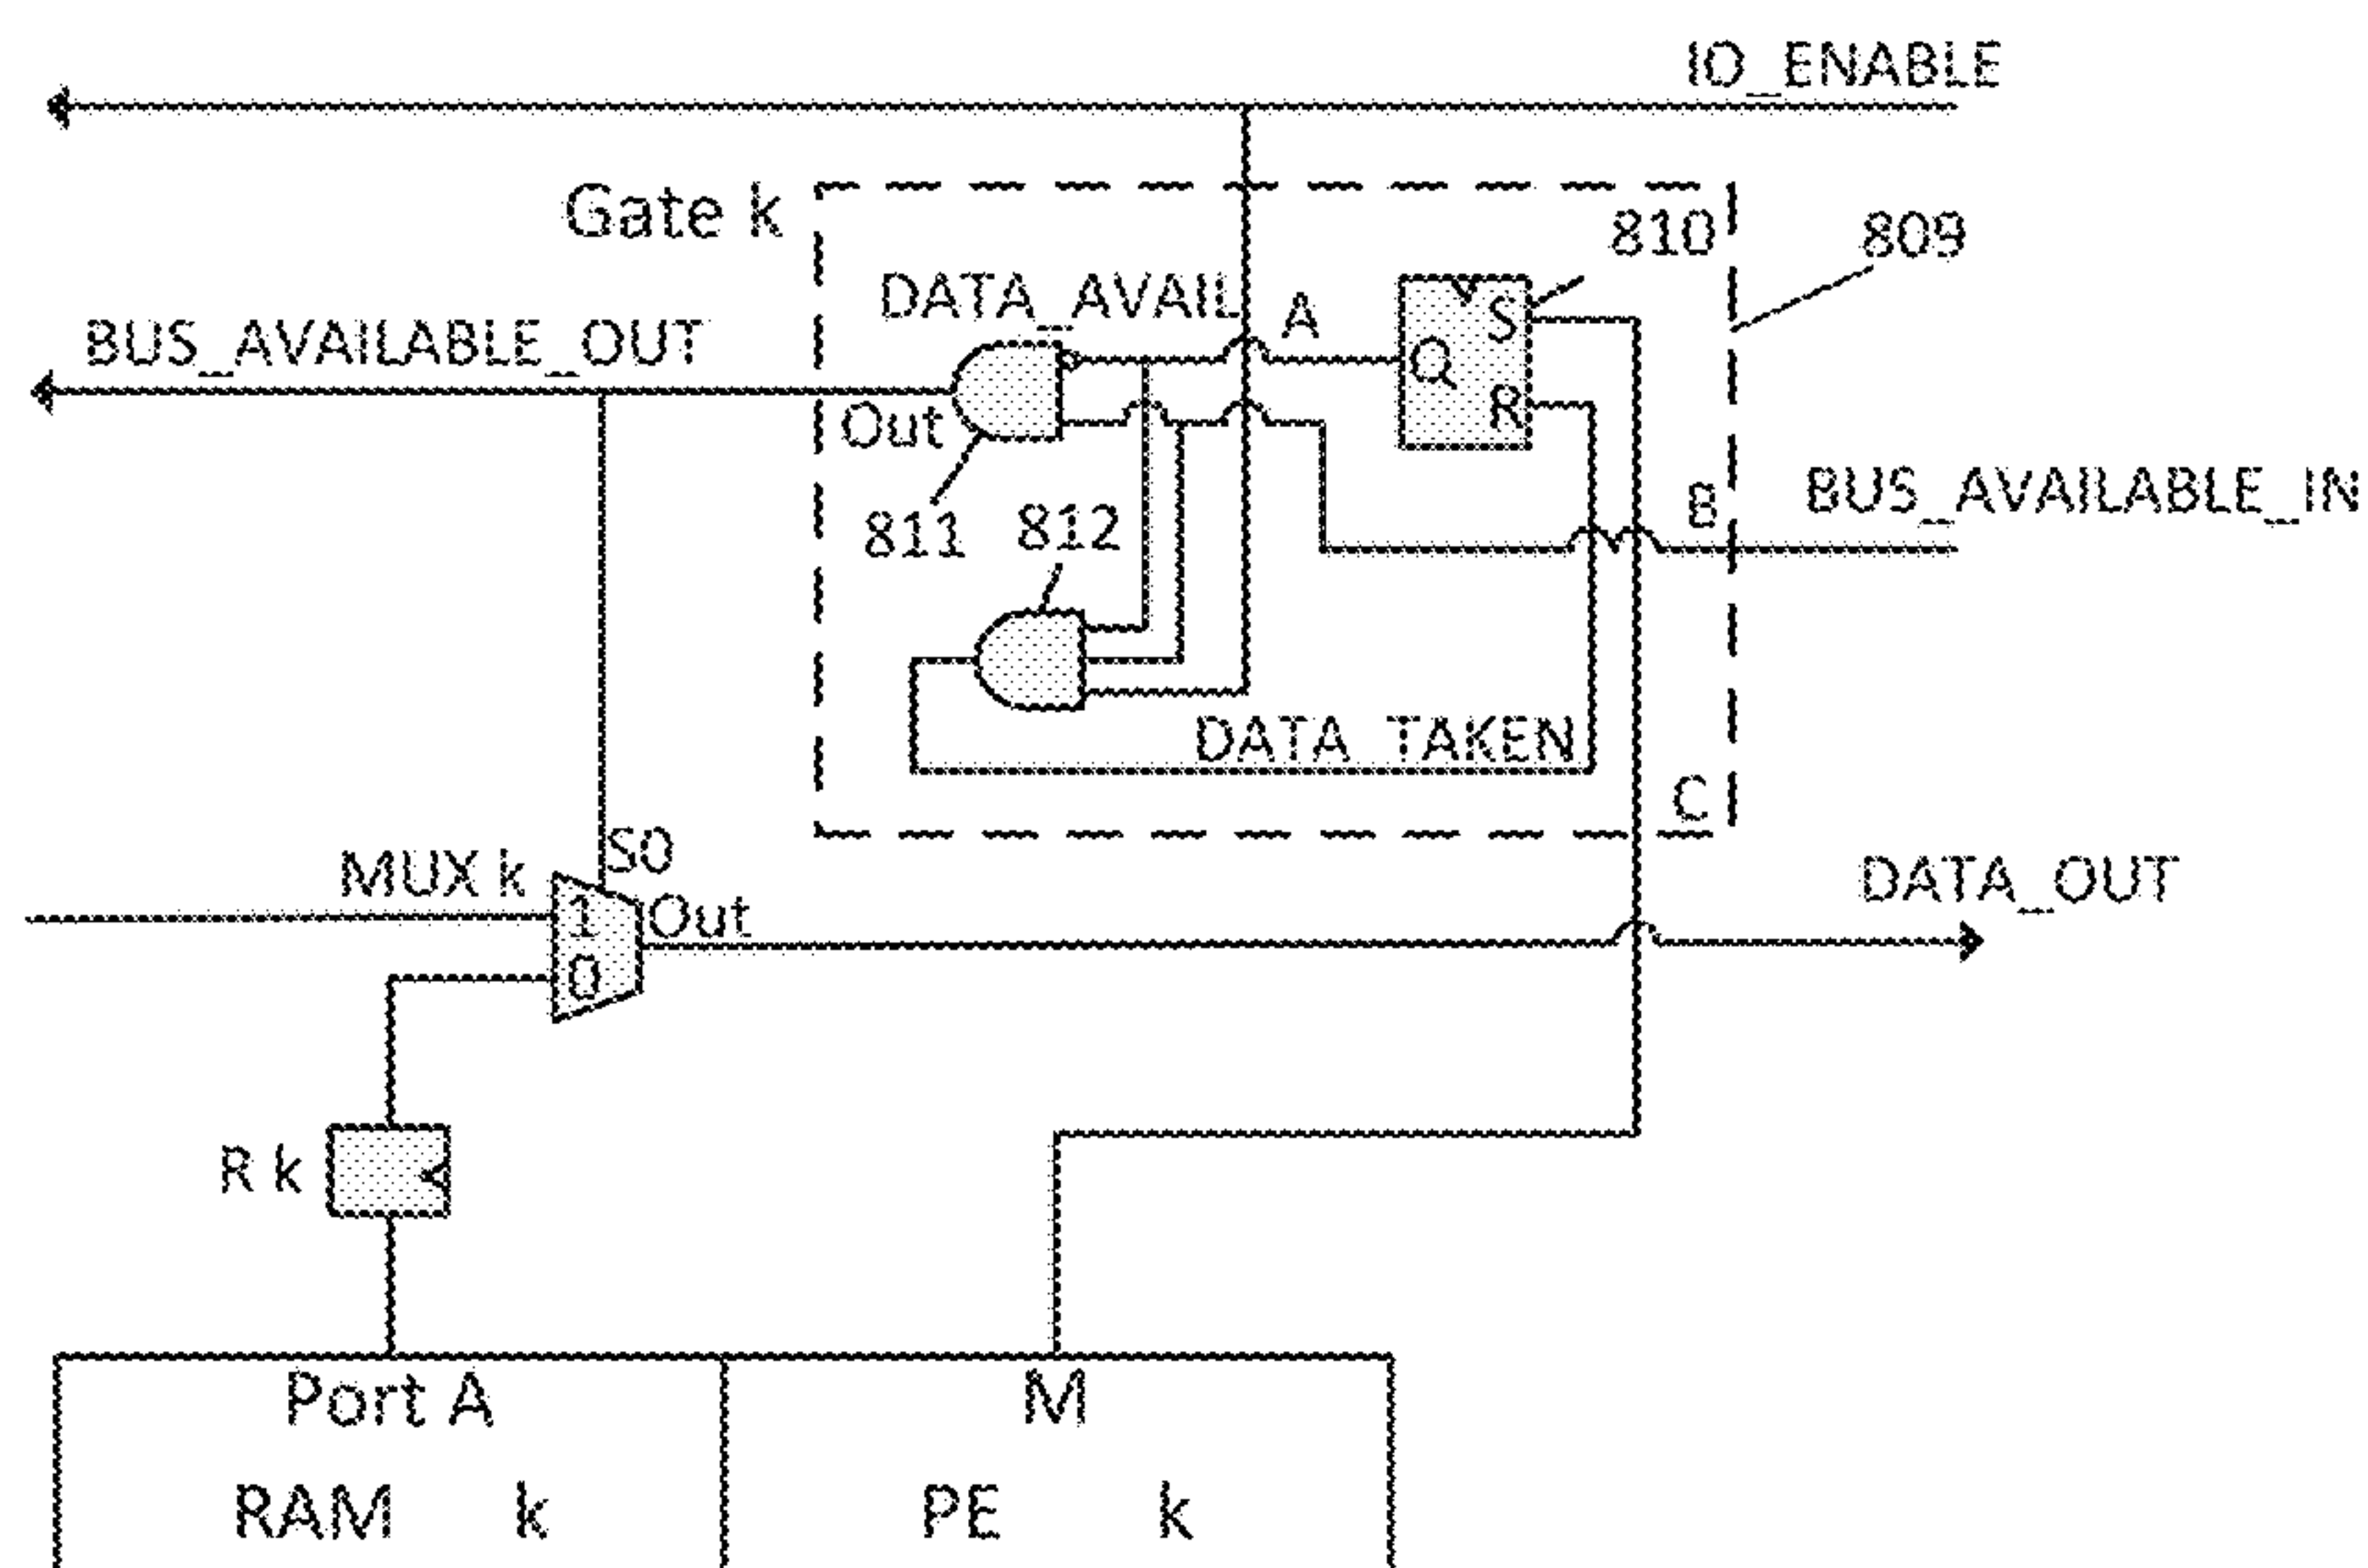 IO_ENABLE
Gate k
810
809
DATA_AVAIL
A
S
BUS_AVAILABLE_OUT
Q
R
Out
B
BUS_AVAILABLE_IN
811
812
DATA_TAKEN
C
S0
MUX k
1
Out
DATA_OUT
0
R k
Port A
M
RAM k
PE k